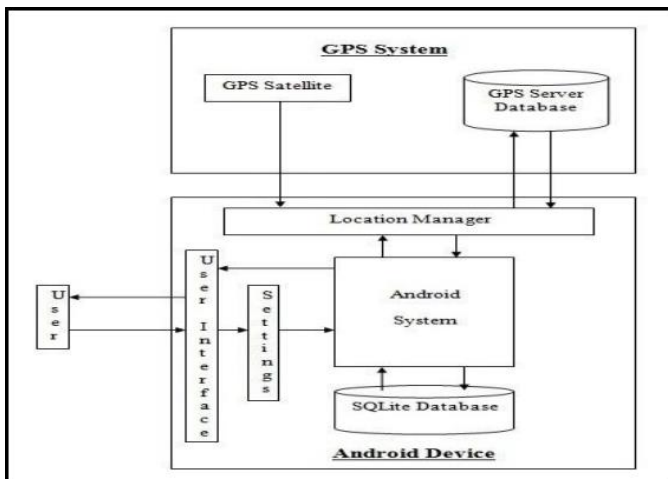 GPS System
GPS Satellite
GPS Server
Database
Location Manager
User
User Interface
Settings
Android
System
SQLite Database
Android Device